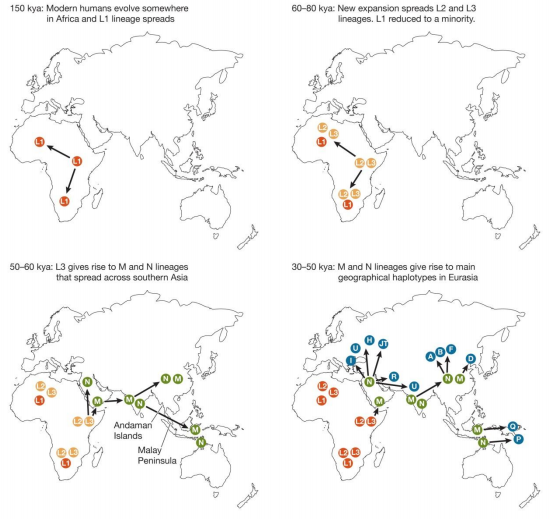 150 kya: Modern humans evolve somewhere
in Africa and L1 lineage spreads
L1
L1
L1
60–80 kya: New expansion spreads L2 and L3
lineages. L1 reduced to a minority.
L2
L3
L1
L2 L3
L2 L3
L1
50–60 kya: L3 gives rise to M and N lineages
that spread across southern Asia
L2
L3
L1
N
M
M
N
N M
L2 L3
Andaman
Islands
M
N
Malay
Peninsula
L2 L3
L1
30–50 kya: M and N lineages give rise to main
geographical haplotypes in Eurasia
H
U
JT
I
N
R
U
A
B
F
D
N M
L2
L3
L1
M
M
N
L2 L3
M
Q
N
P
L2 L3
L1